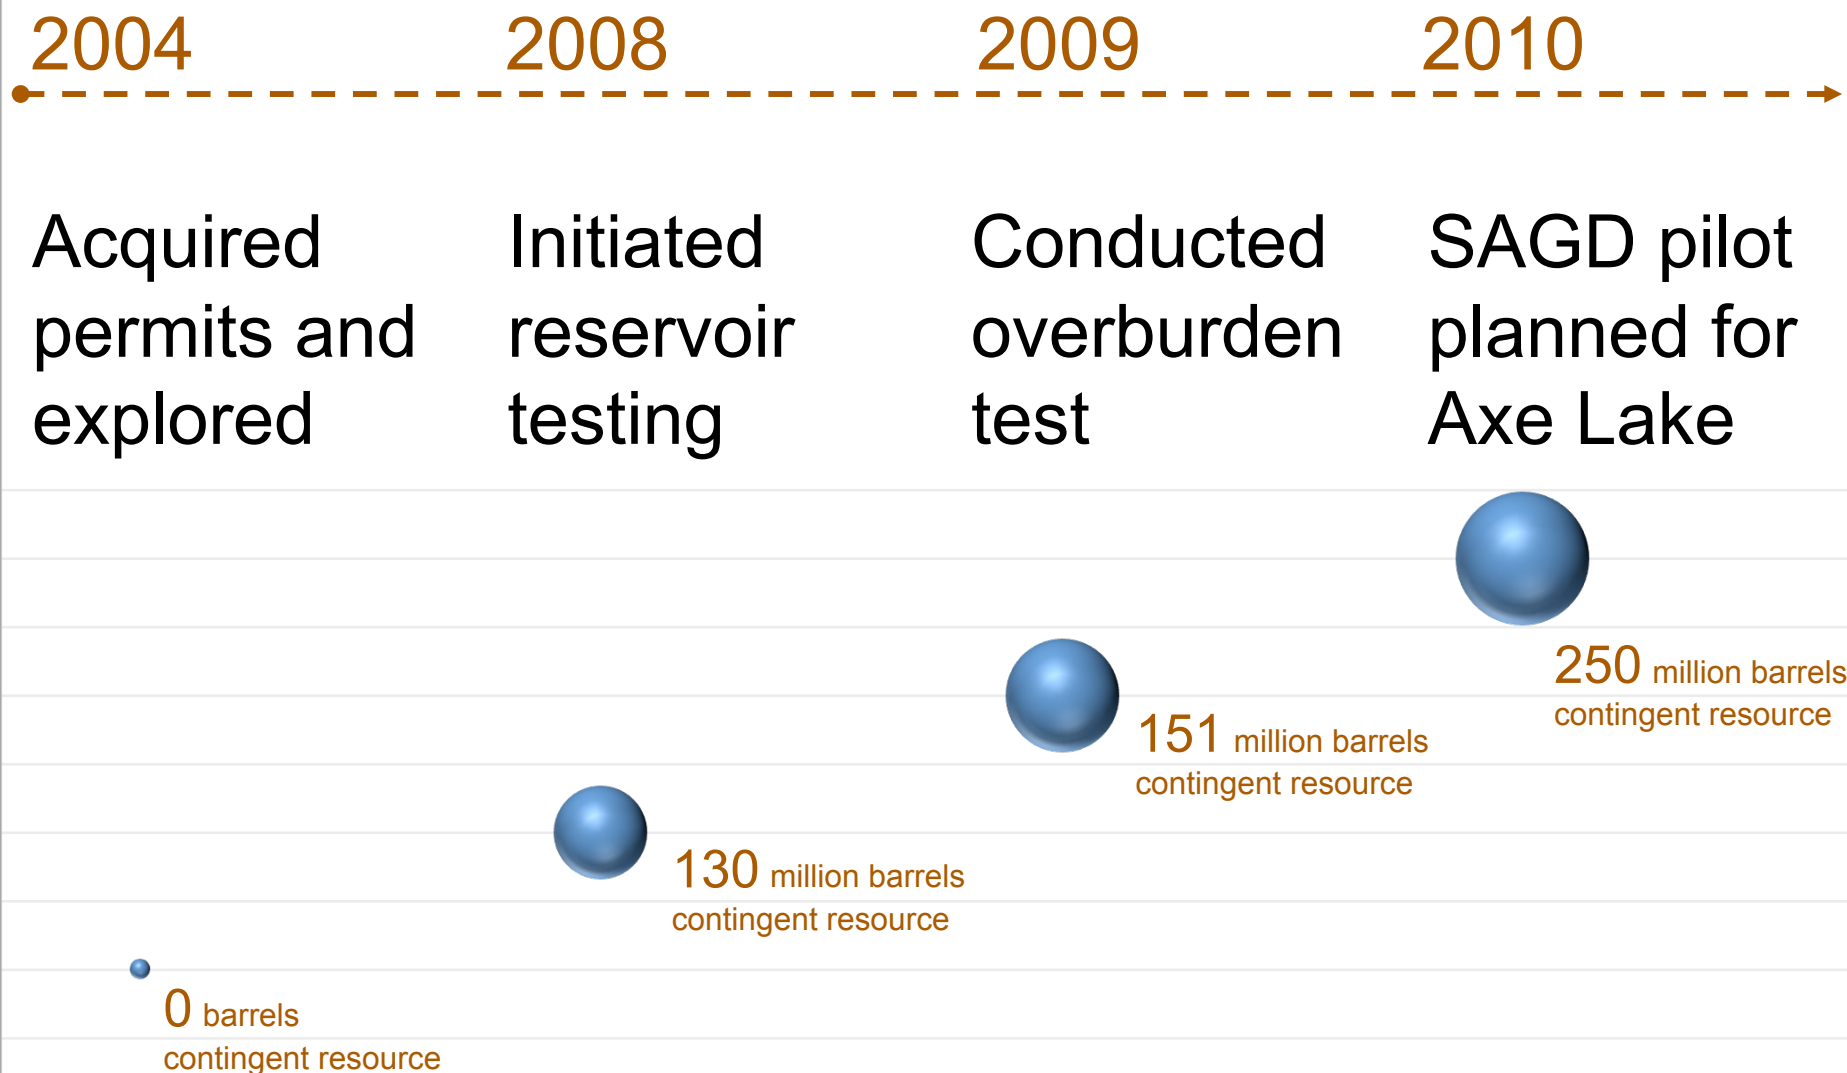 2004
2008
2009
2010
Acquired
permits and
explored
Initiated
reservoir
testing
Conducted
overburden
test
SAGD pilot
planned for
Axe Lake
250 million barrels
contingent resource
151 million barrels
contingent resource
130 million barrels
contingent resource
0 barrels
contingent resource